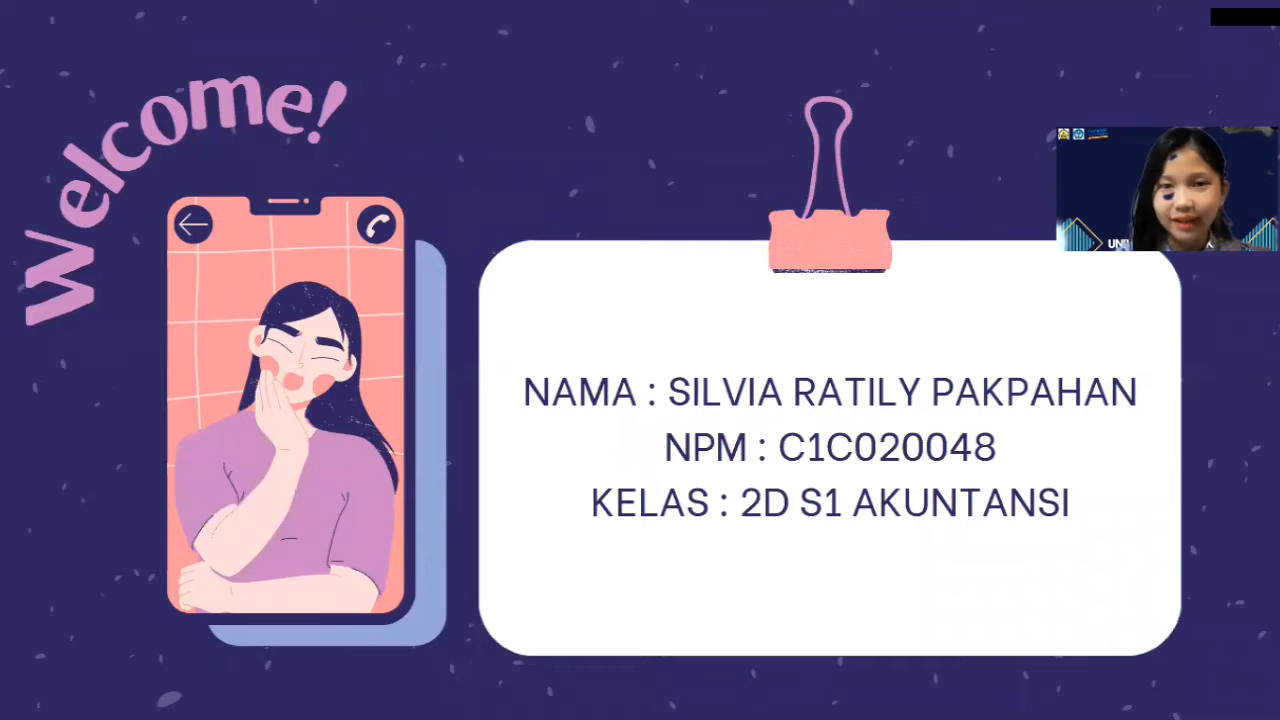 Welcome!
NAMA : SILVIA RATILY PAKPAHAN
NPM : C1C020048
KELAS : 2D S1 AKUNTANSI